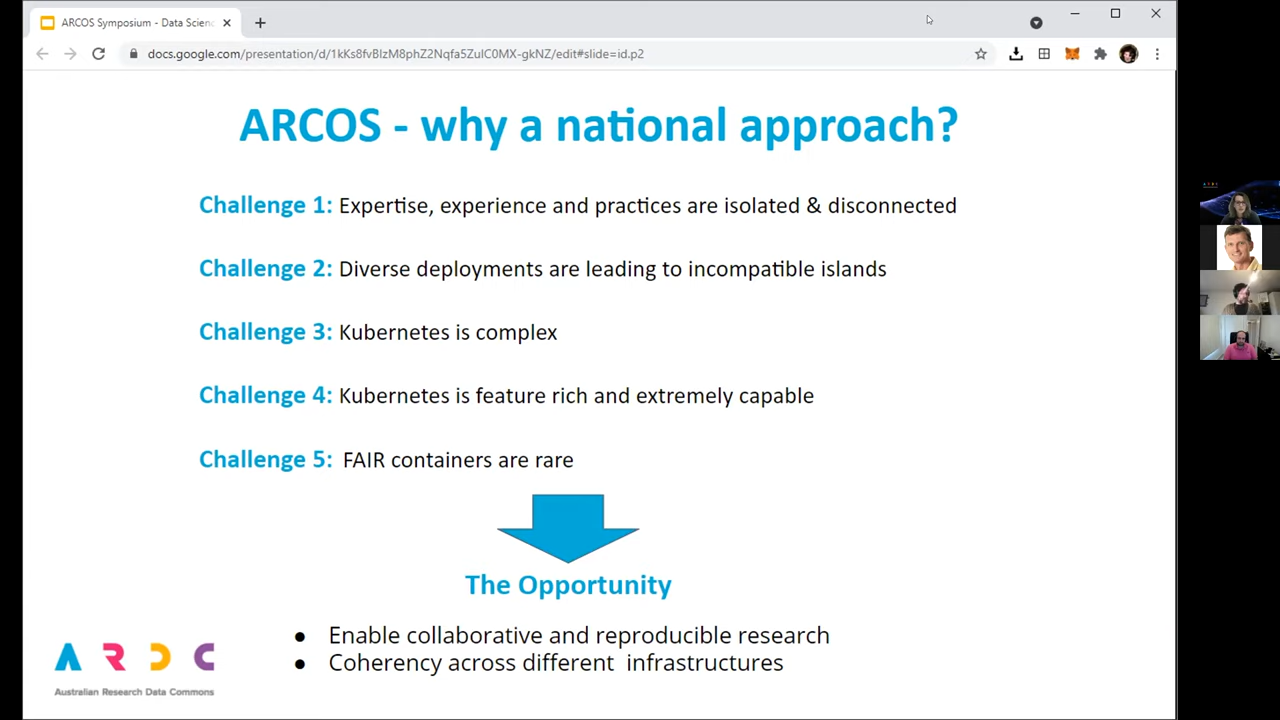 ARCOS Symposium - Data Scienc
docs.google.com/presentation/d/1kKs8fvBlzM8phZ2Nqfa5ZulC0MX-gkNZ/edit#slide=id.p2
ARCOS - why a national approach?
Challenge 1: Expertise, experience and practices are isolated & disconnected
Challenge 2: Diverse deployments are leading to incompatible islands
Challenge 3: Kubernetes is complex
Challenge 4: Kubernetes is feature rich and extremely capable
Challenge 5: FAIR containers are rare
The Opportunity
● Enable collaborative and reproducible research
● Coherency across different infrastructures
ARDC
Australian Research Data Commons
ARDC